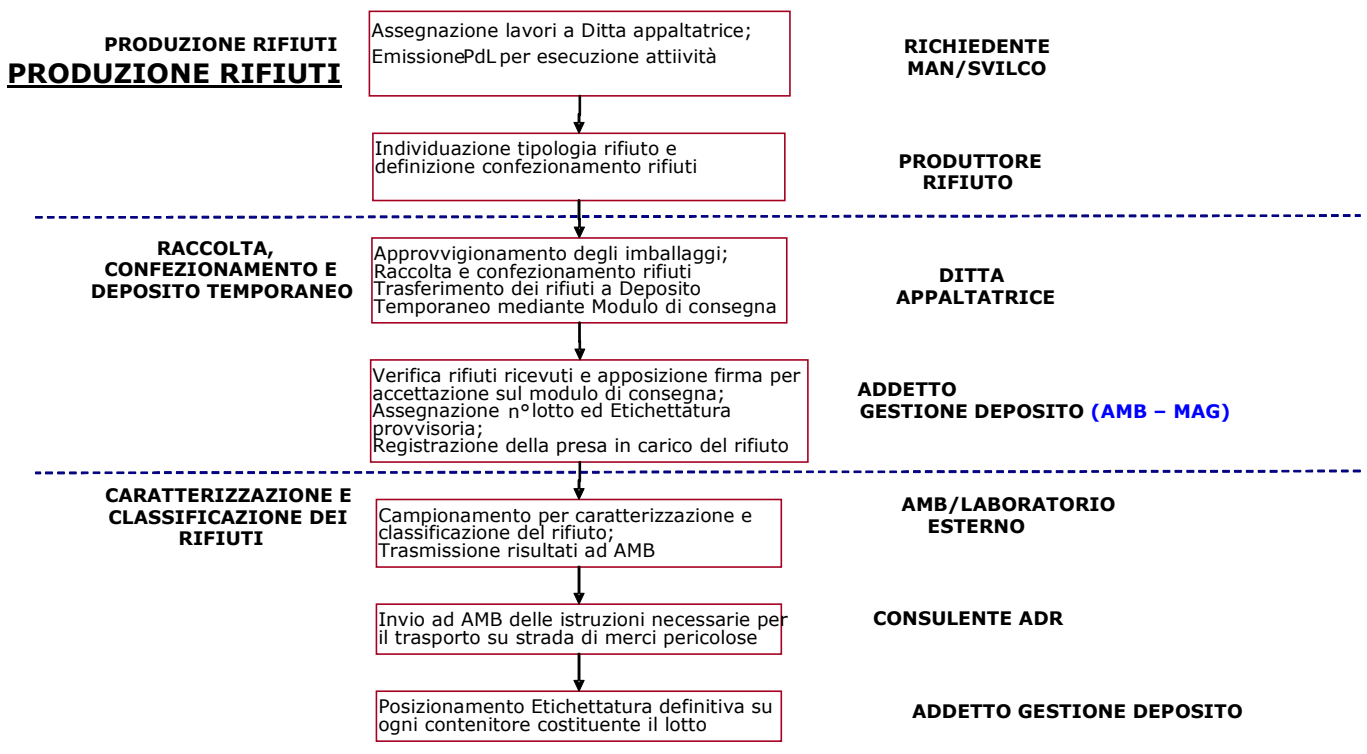 PRODUZIONE RIFIUTI
PRODUZIONE RIFIUTI
Assegnazione lavori a Ditta appaltatrice;
EmissionePdL per esecuzione attiività
RICHIEDENTE
MAN/SVILCO
Individuazione tipologia rifiuto e
definizione confezionamento rifiuti
PRODUTTORE
RIFIUTO
RACCOLTA,
CONFEZIONAMENTO E
DEPOSITO TEMPORANEO
Approvvigionamento degli imballaggi;
Raccolta e confezionamento rifiuti
Trasferimento dei rifiuti a Deposito
Temporaneo mediante Modulo di consegna
DITTA
APPALTATRICE
Verifica rifiuti ricevuti e apposizione firma per
accettazione sul modulo di consegna;
Assegnazione n° lotto ed Etichettatura
provvisoria;
Registrazione della presa in carico del rifiuto
ADDETTO
GESTIONE DEPOSITO (AMB – MAG)
CARATTERIZZAZIONE E
CLASSIFICAZIONE DEI
RIFIUTI
Campionamento per caratterizzazione e
classificazione del rifiuto;
Trasmissione risultati ad AMB
AMB/LABORATORIO
ESTERNO
Invio ad AMB delle istruzioni necessarie per
il trasporto su strada di merci pericolose
CONSULENTE ADR
Posizionamento Etichettatura definitiva su
ogni contenitore costituente il lotto
ADDETTO GESTIONE DEPOSITO